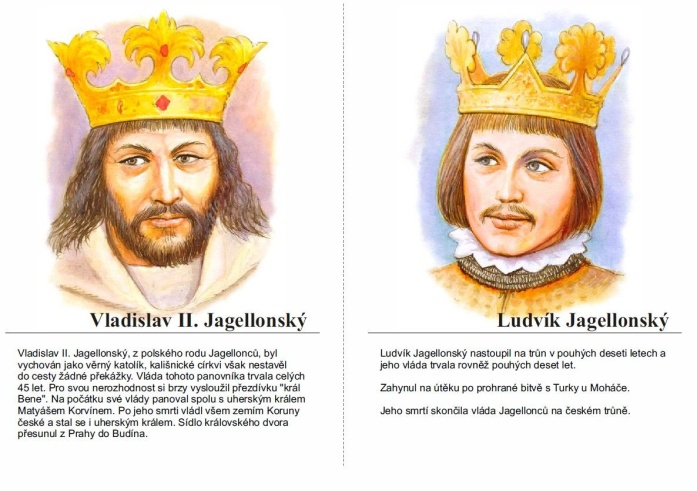 Vladislav II. Jagellonský
Vladislav II. Jagellonský, z polského rodu Jagellonců, byl
vychován jako věrný katolík, kališnické církvi však nestavěl
do cesty žádné překážky. Vláda tohoto panovníka trvala celých
45 let. Pro svou nerozhodnost si brzy vysloužil přezdívku "král
Bene". Na počátku své vlády panoval spolu s uherským králem
Matyášem Korvínem. Po jeho smrti vládl všem zemím Koruny
české a stal se i uherským králem. Sídlo královského dvora
přesunul z Prahy do Budína.
Ludvík Jagellonský
Ludvík Jagellonský nastoupil na trůn v pouhých deseti letech a
jeho vláda trvala rovněž pouhých deset let.
Zahynul na útěku po prohrané bitvě s Turky u Moháče.
Jeho smrtí skončila vláda Jagellonců na českém trůně.